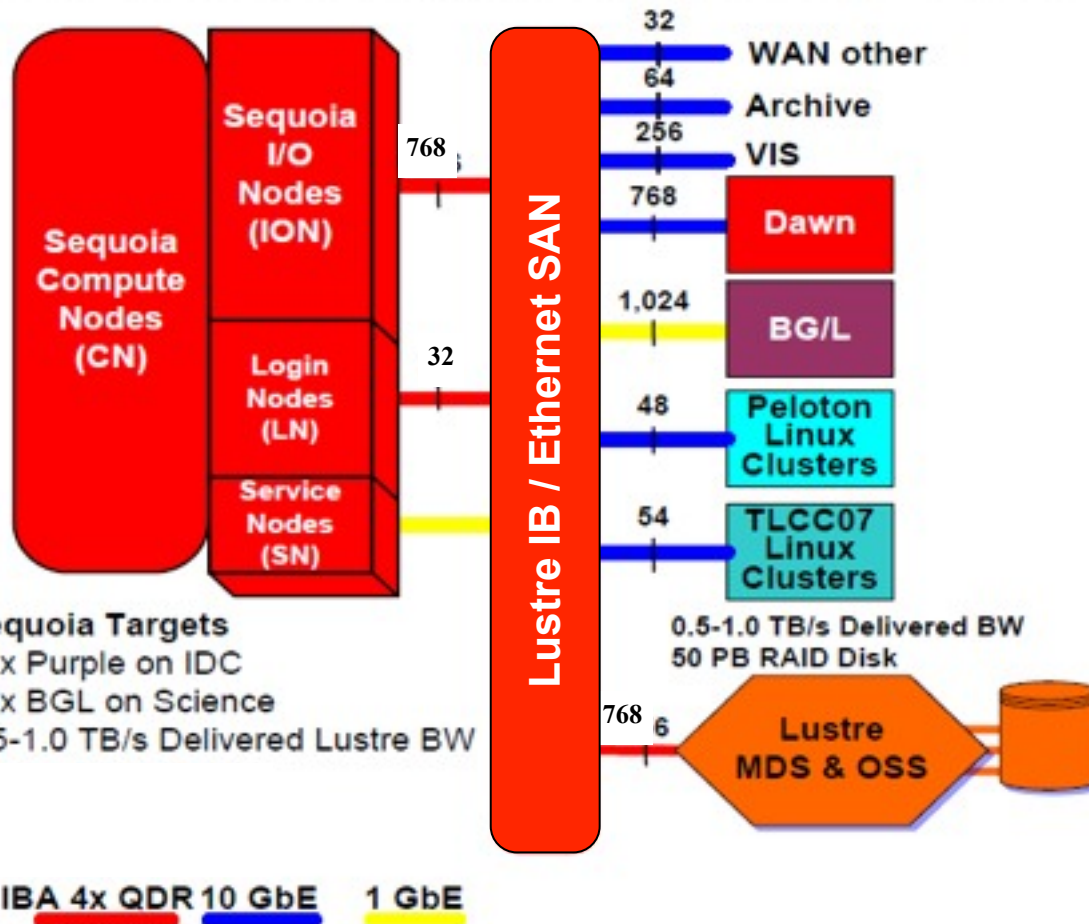 Sequoia
Compute
Nodes
(CN)
Sequoia
I/O
Nodes
(ION)
Login
Nodes
(LN)
Service
Nodes
(SN)
768
32
Lustre IB / Ethernet SAN
32
WAN other
64
Archive
256
VIS
768
Dawn
1,024
BG/L
48
Peloton
Linux
Clusters
54
TLCC07
Linux
Clusters
equoia Targets
x Purple on IDC
x BGL on Science
5-1.0 TB/s Delivered Lustre BW
0.5-1.0 TB/s Delivered BW
50 PB RAID Disk
768 6
Lustre
MDS & OSS
IBA 4x QDR 10 GbE 1 GbE